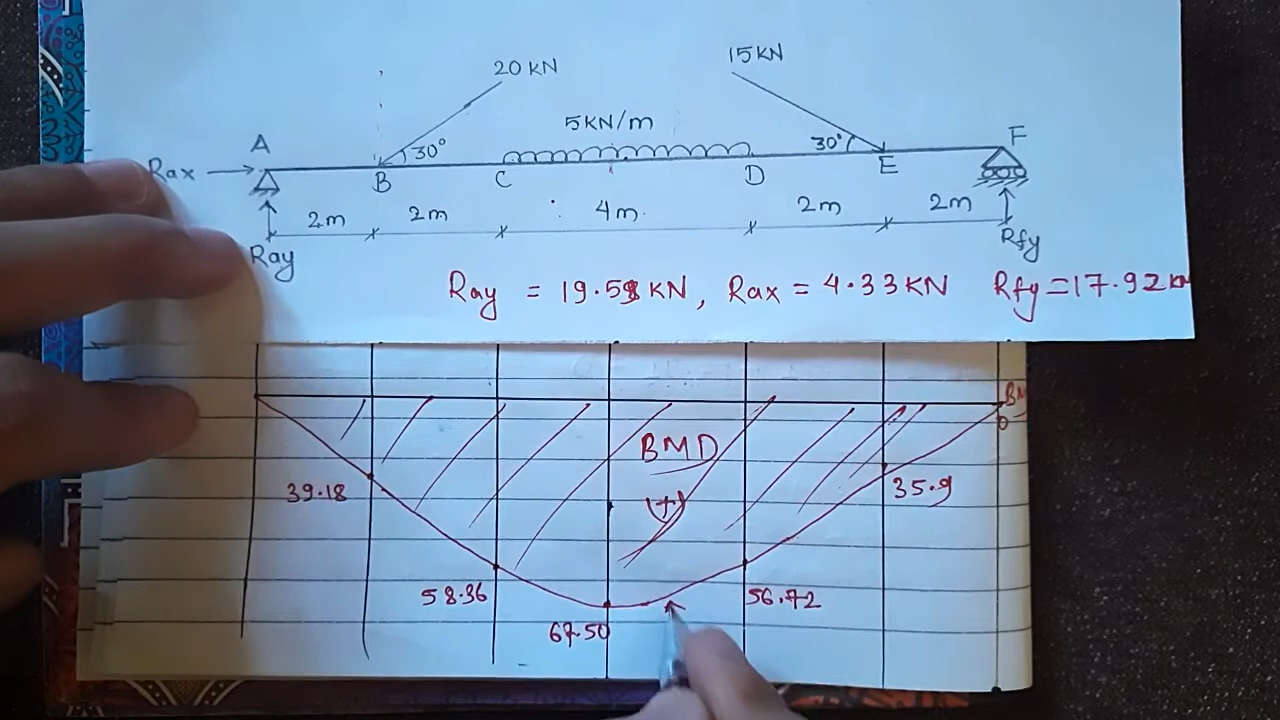 20 KN
15 KN
A
30°
5KN/m
30°
F
Rax
B
C
D
E
2m
2m
4m
2m
2m
Ray
Rfy
Ray = 19.58 KN, Rax = 4.33 KN Rfy = 17.92 KN
BM
0
BMD
(+)
39.18
35.9
58.36
56.72
67.50